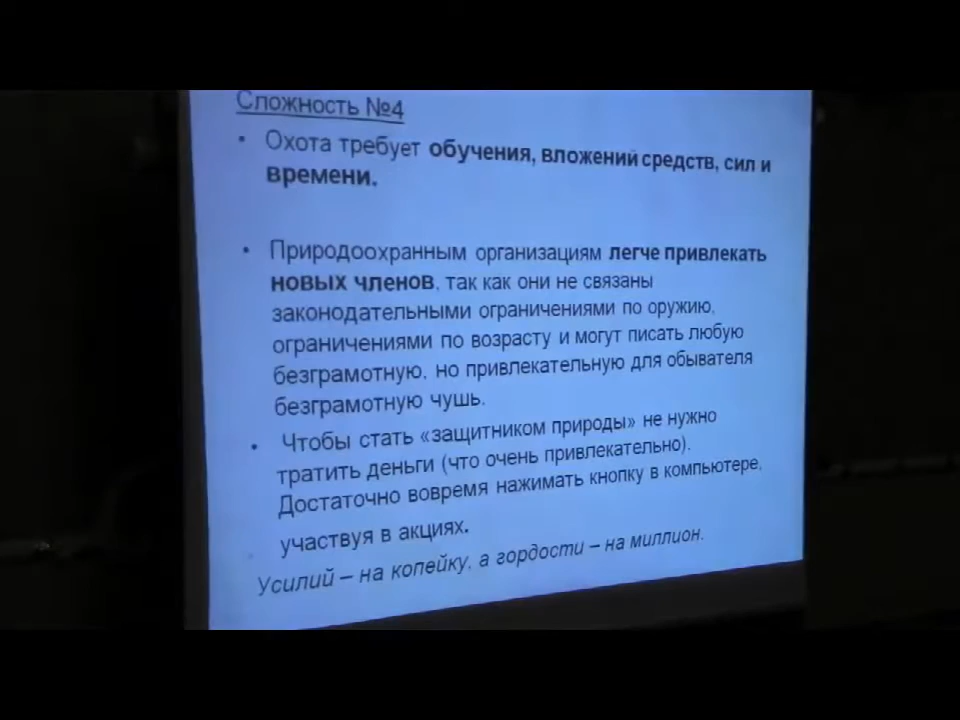 Сложность №4
• Охота требует обучения, вложений средств, сил и
времени.
• Природоохранным организациям легче привлекать
новых членов, так как они не связаны
законодательными ограничениями по оружию,
ограничениями по возрасту и могут писать любую
безграмотную, но привлекательную для обывателя
безграмотную чушь.
• Чтобы стать «защитником природы» не нужно
тратить деньги (что очень привлекательно).
Достаточно вовремя нажимать кнопку в компьютере,
участвуя в акциях.
Усилий – на копейку, а гордости – на миллион.